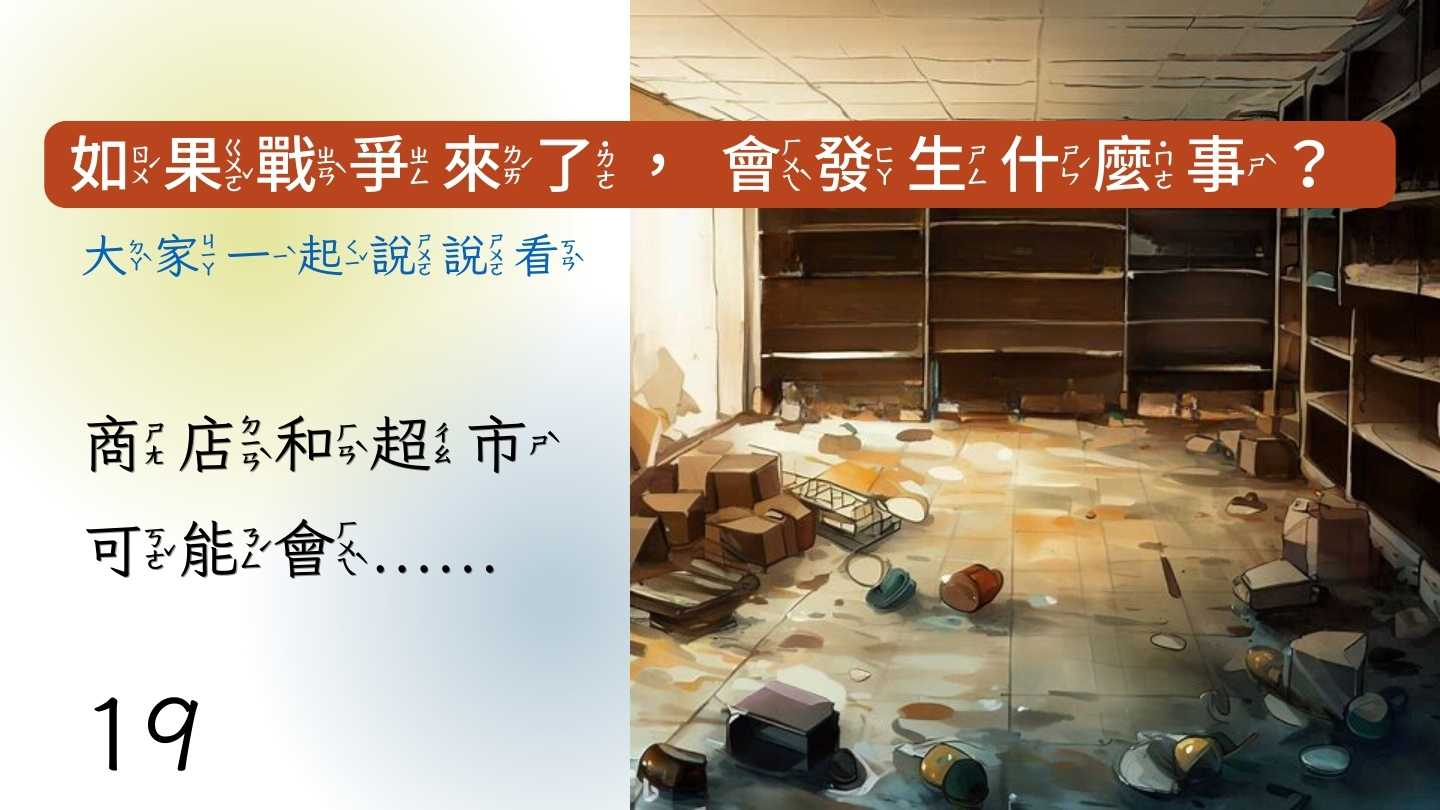 如果戰爭來了，會發生什麼事？
大家一起說說看
商店和超市
可能會……
19